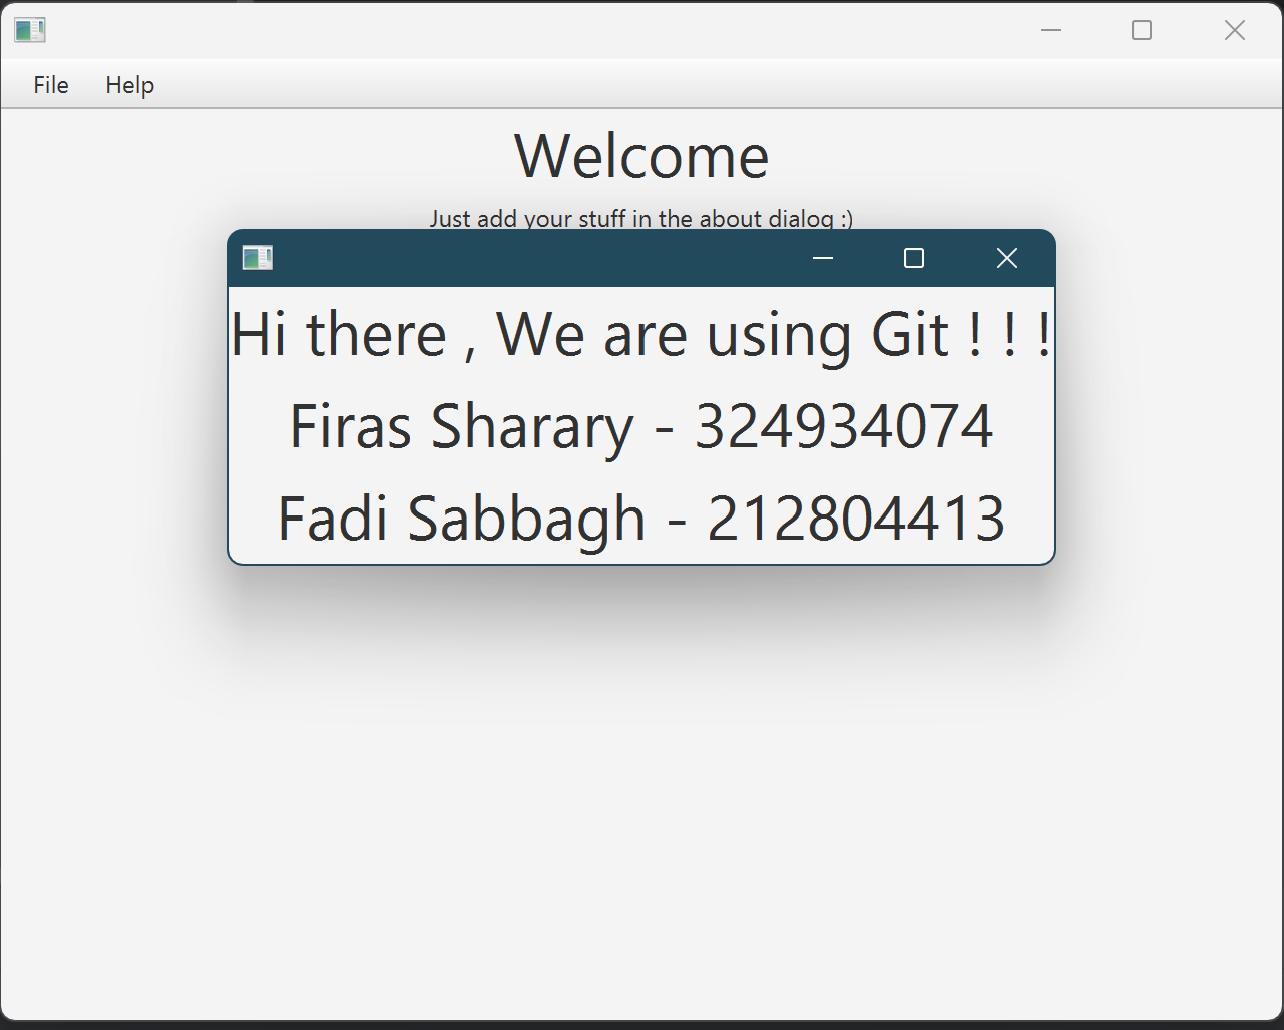 File Help
Welcome
Just add your stuff in the about dialog :)
Hi there , We are using Git ! ! !
Firas Sharary - 324934074
Fadi Sabbagh - 212804413